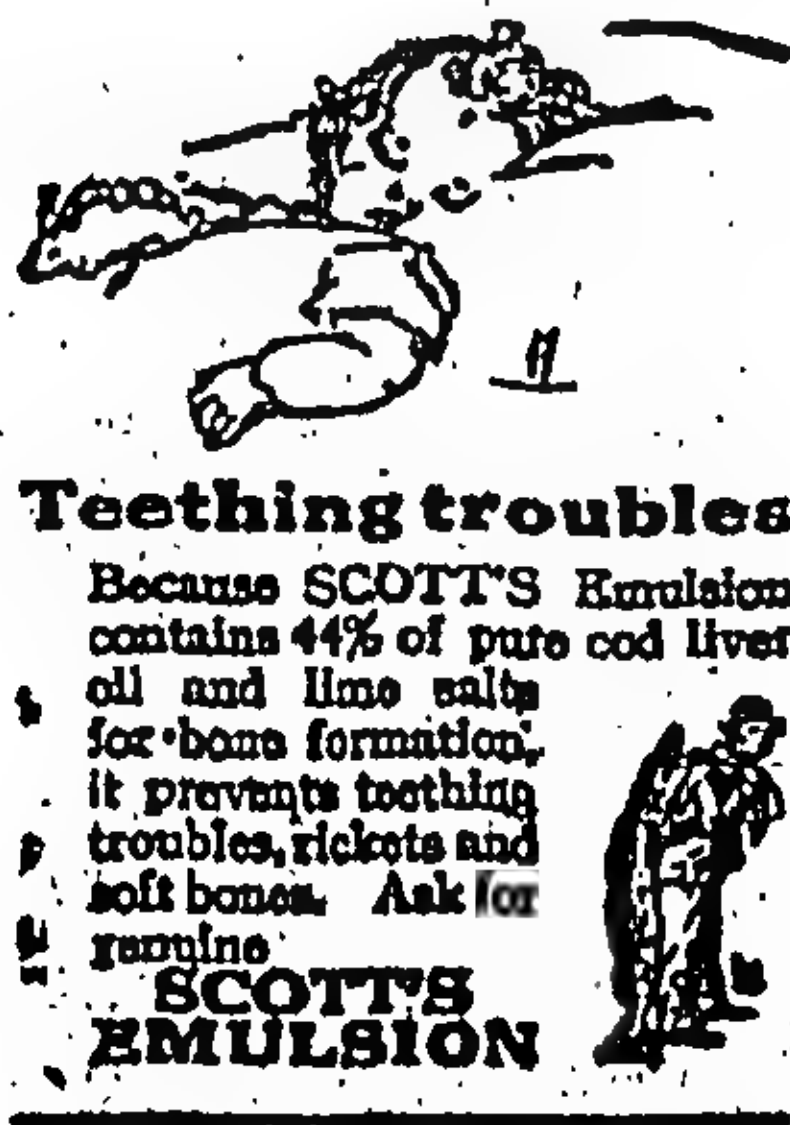 Teething troubles
Because SCOTT'S Emulsion
contains 44% of pure cod liver
oil and lime salts
for bone formation,
it prevents teething
troubles, rickets and
soft bones. Ask for
genuine
SCOTT'S
EMULSION